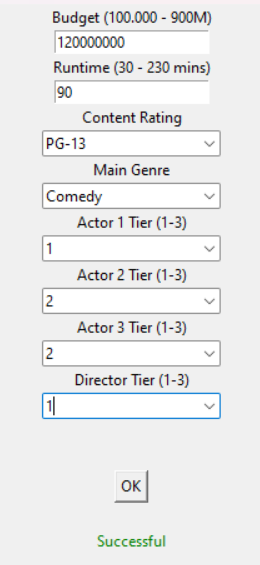 Budget (100.000 - 900M)
120000000
Runtime (30 - 230 mins)
90
Content Rating
PG-13
Main Genre
Comedy
Actor 1 Tier (1-3)
1
Actor 2 Tier (1-3)
2
Actor 3 Tier (1-3)
2
Director Tier (1-3)
1
OK
Successful